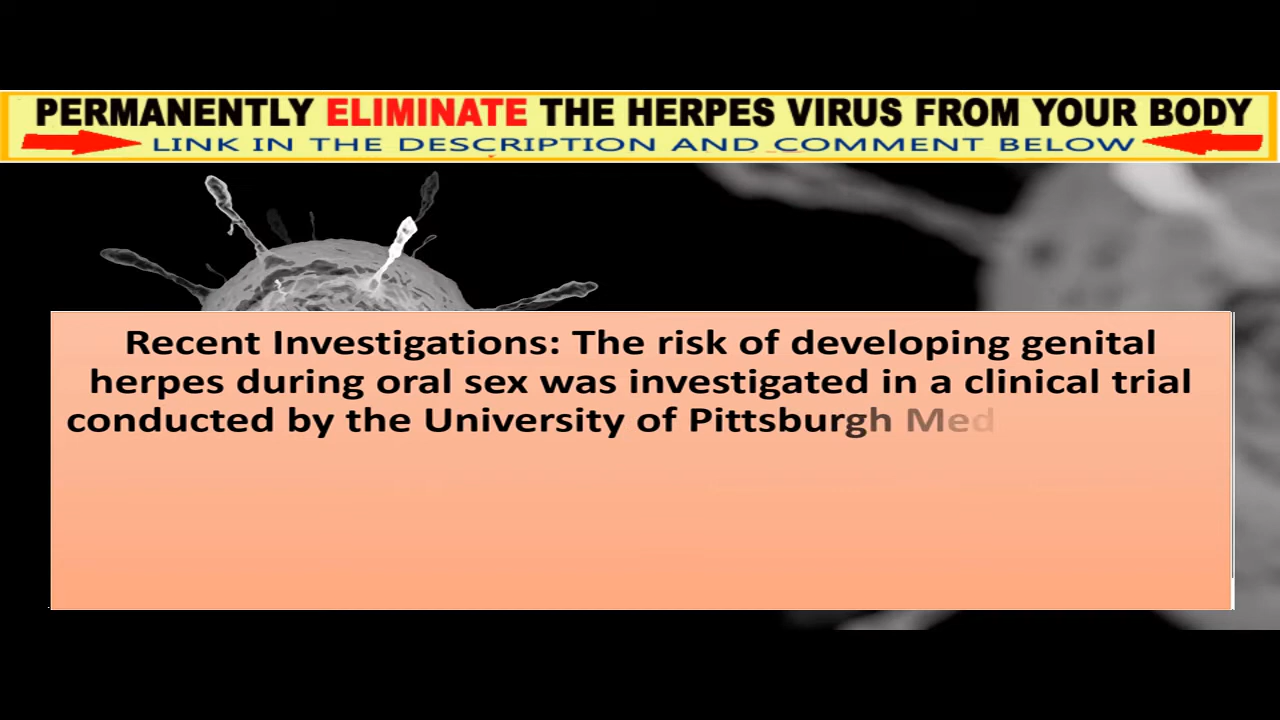 PERMANENTLY ELIMINATE THE HERPES VIRUS FROM YOUR BODY
LINK IN THE DESCRIPTION AND COMMENT BELOW
Recent Investigations: The risk of developing genital
herpes during oral sex was investigated in a clinical trial
conducted by the University of Pittsburgh Med